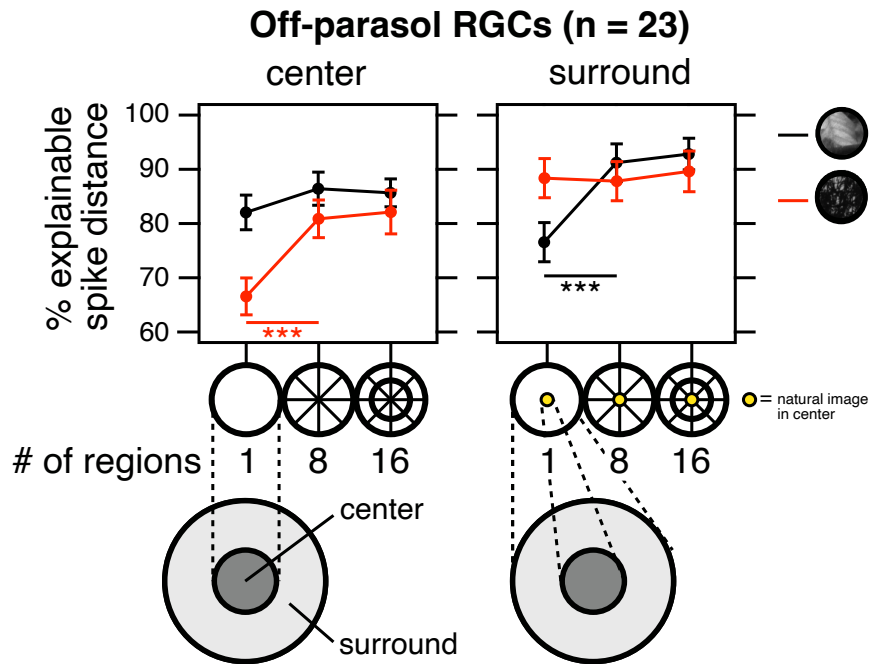 Off-parasol RGCs (n = 23)
center
surround
% explainable
spike distance
100
90
80
70
60
***
***
= natural image
in center
# of regions
1
8
16
1
8
16
center
surround